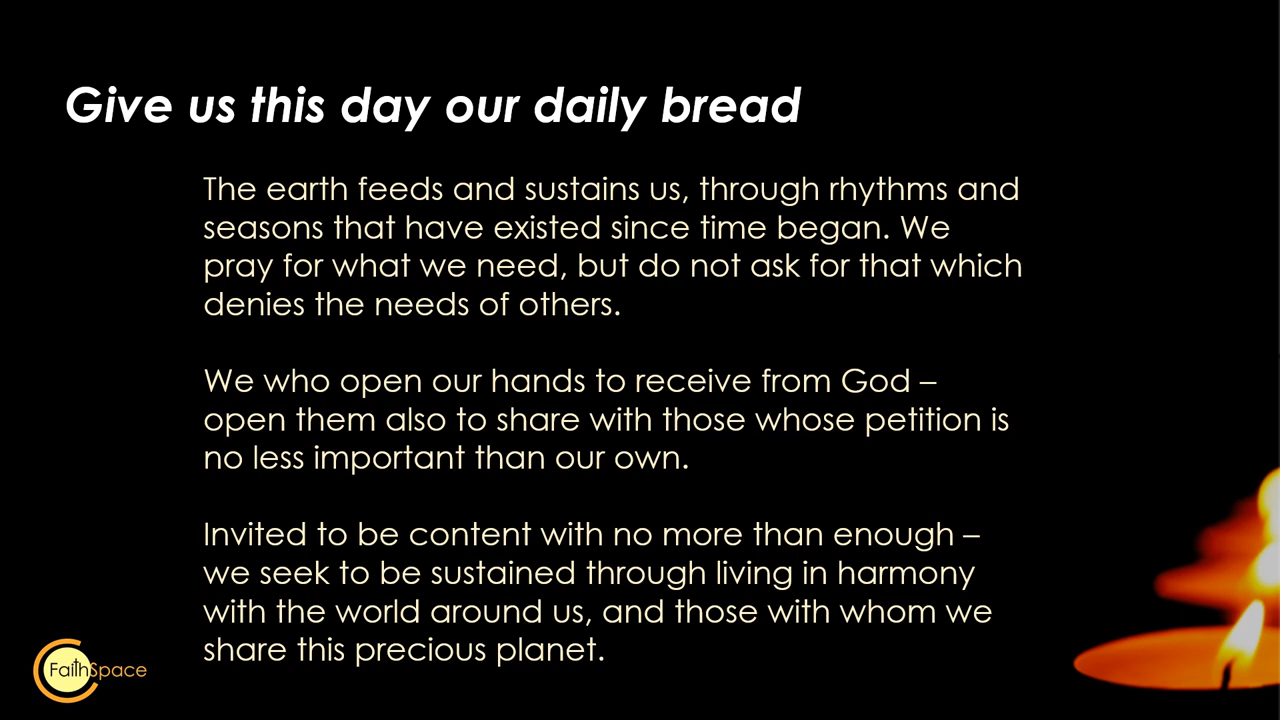 Give us this day our daily bread
The earth feeds and sustains us, through rhythms and
seasons that have existed since time began. We
pray for what we need, but do not ask for that which
denies the needs of others.
We who open our hands to receive from God –
open them also to share with those whose petition is
no less important than our own.
Invited to be content with no more than enough –
we seek to be sustained through living in harmony
with the world around us, and those with whom we
share this precious planet.
FaithSpace